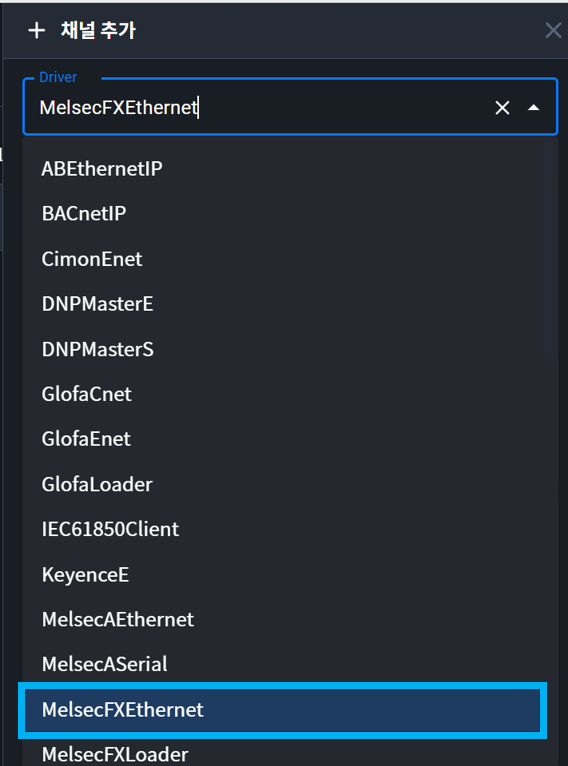 + 채널 추가
Driver
MelsecFXEthernet
ABEthernetIP
BACnetIP
CimonEnet
DNPMasterE
DNPMasterS
GlofaCnet
GlofaEnet
GlofaLoader
IEC61850Client
KeyenceE
MelsecAEthernet
MelsecASerial
MelsecFXEthernet
MelsecFXLoader